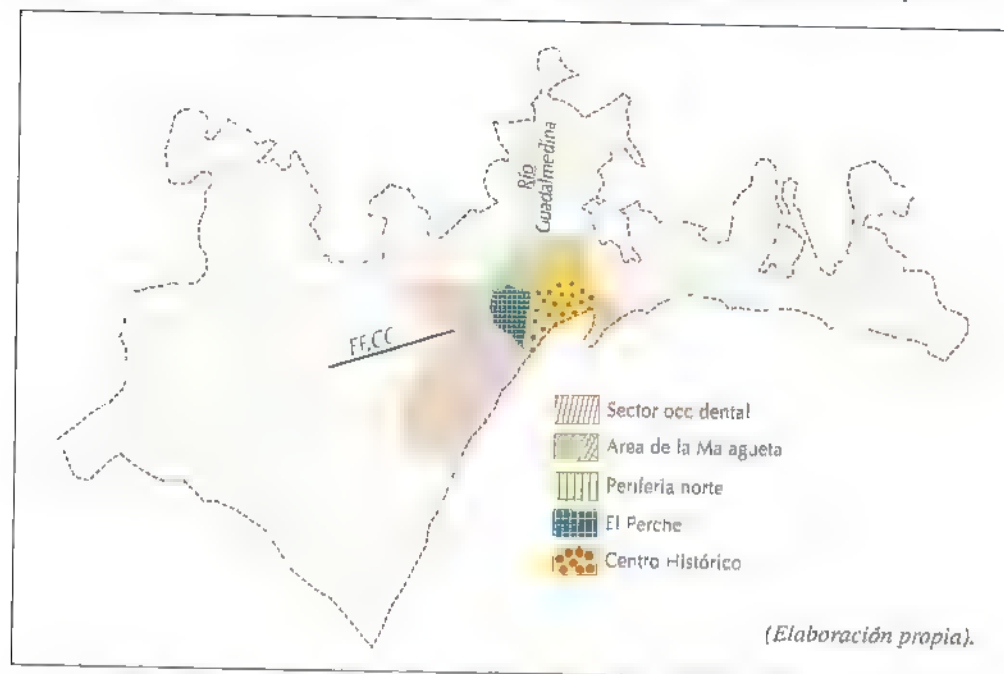 Río
Guadalmedina
FF.CC
Sector occ dental
Area de la Ma agueta
Periferia norte
El Perche
Centro Histórico
(Elaboración propia).